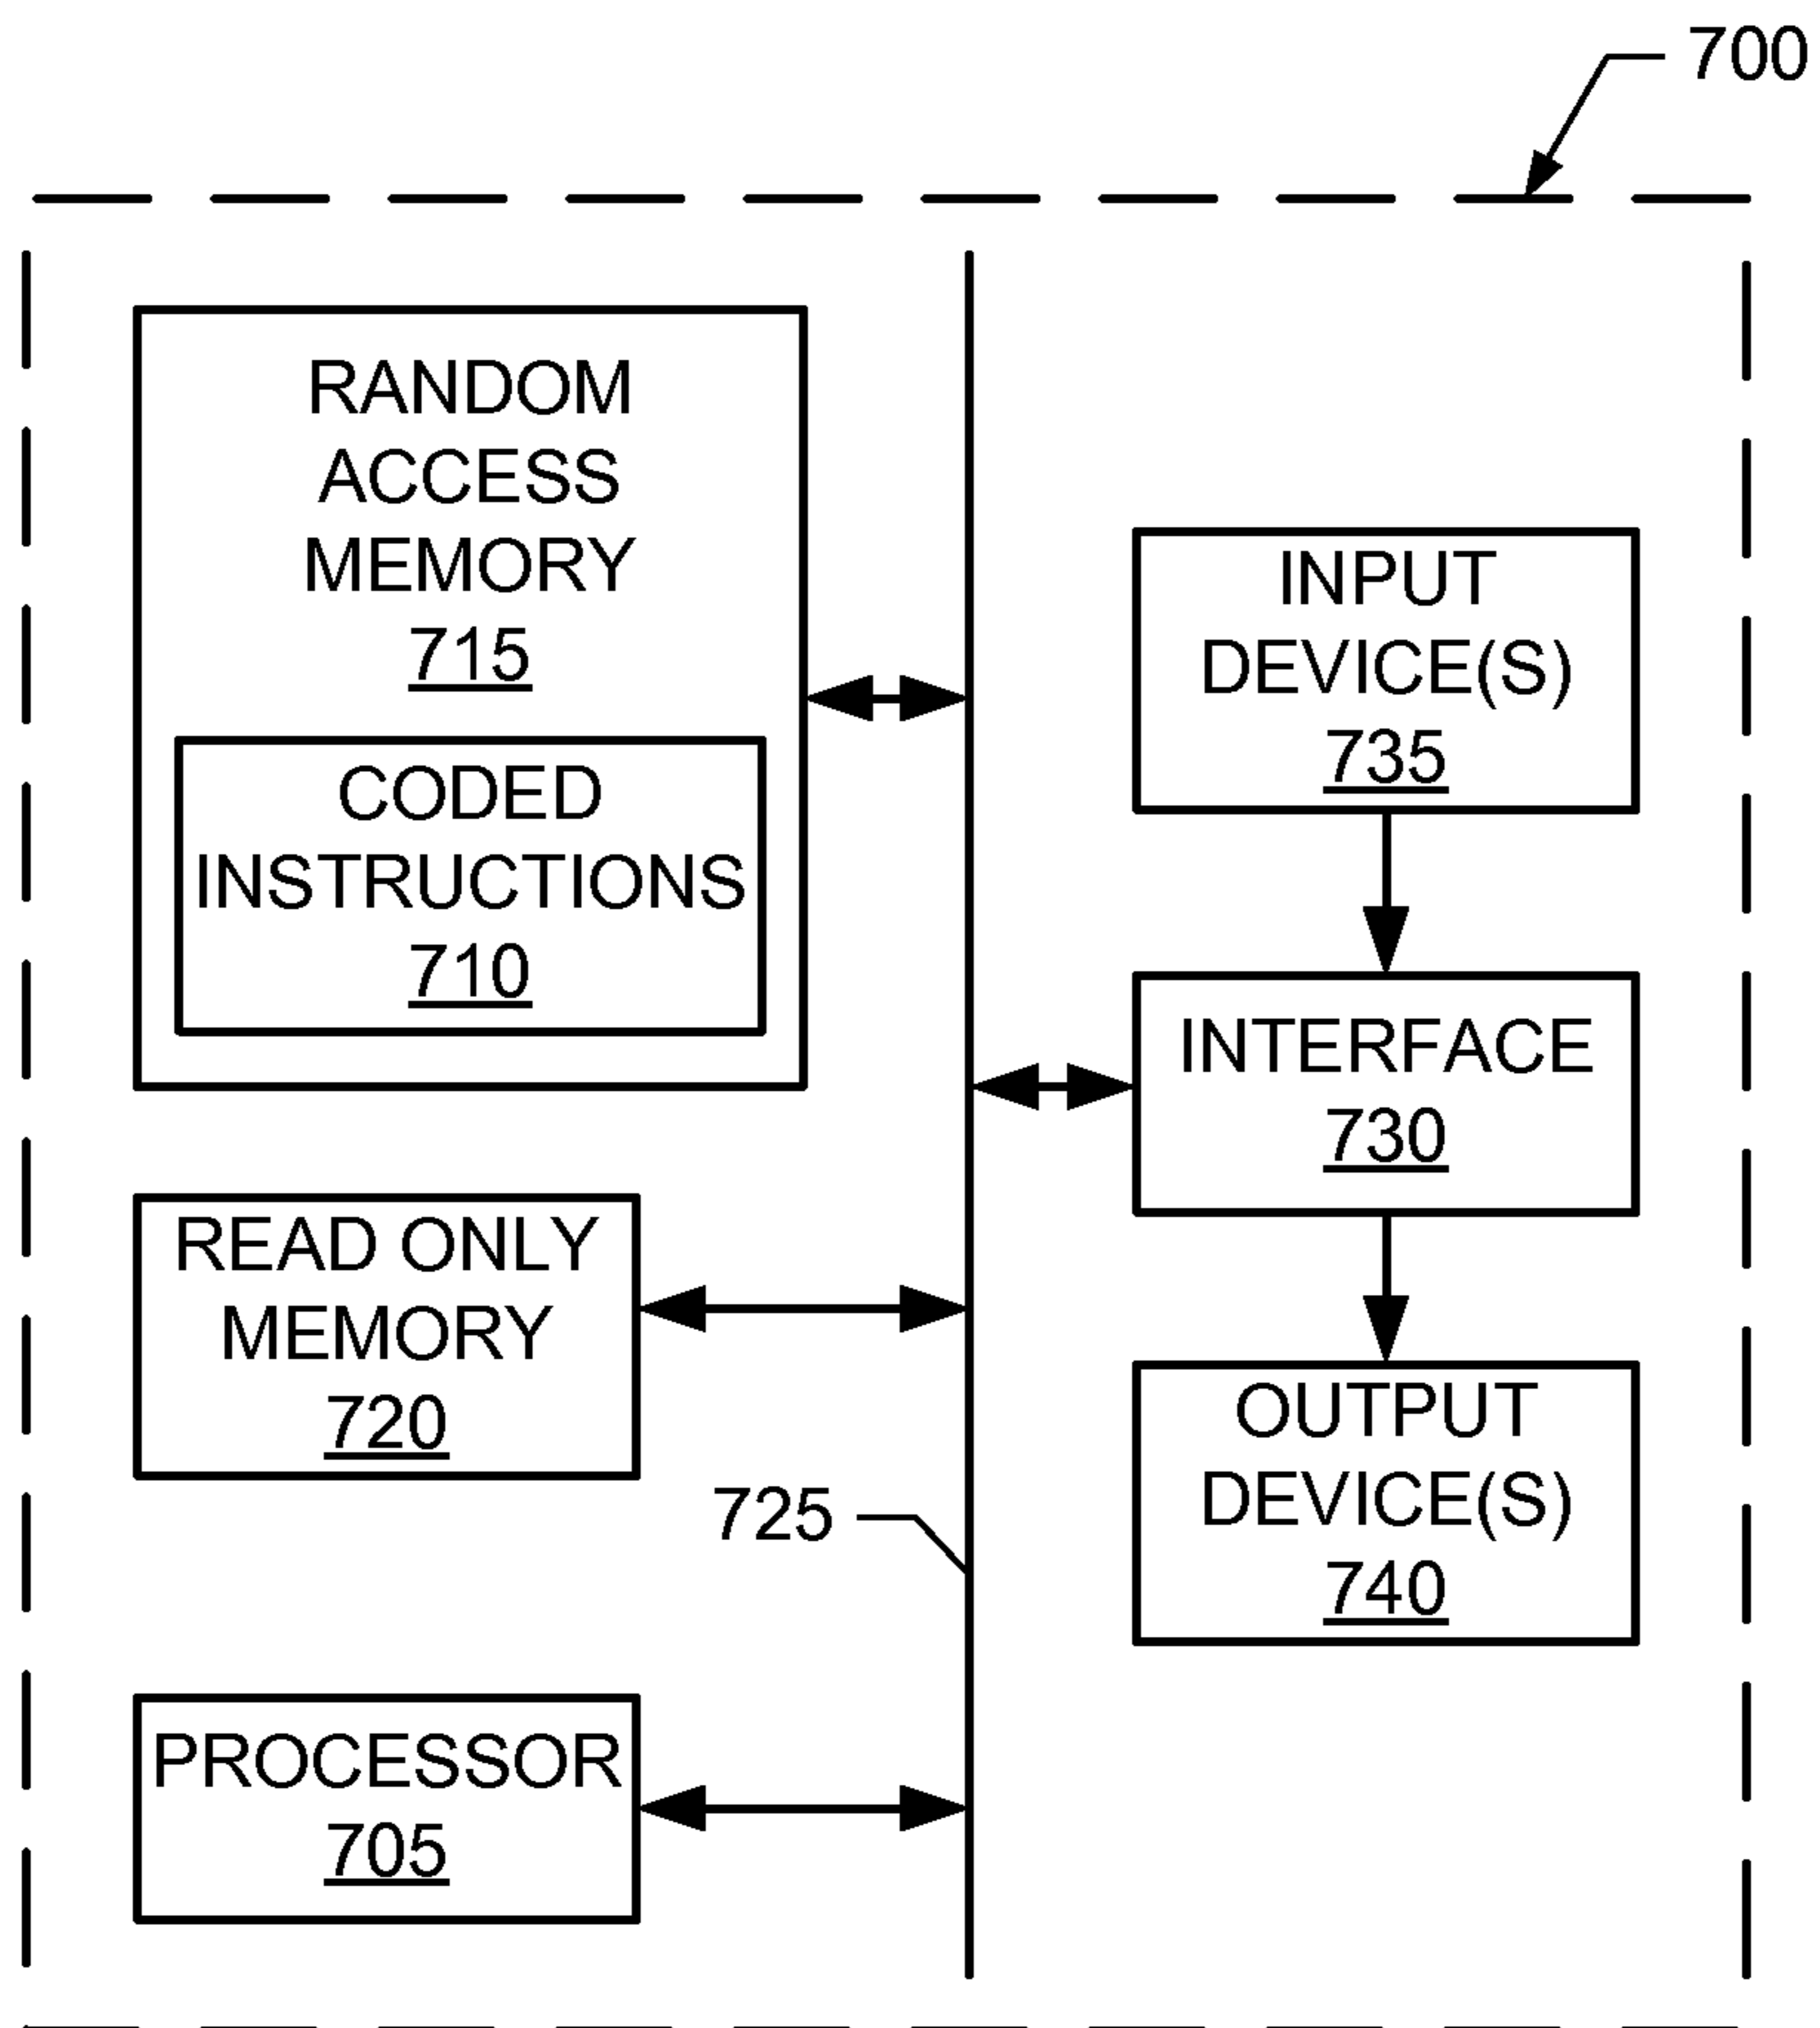 700
RANDOM
ACCESS
MEMORY
715
CODED
INSTRUCTIONS
710
INPUT
DEVICE(S)
735
INTERFACE
730
READ ONLY
MEMORY
720
725
OUTPUT
DEVICE(S)
740
PROCESSOR
705